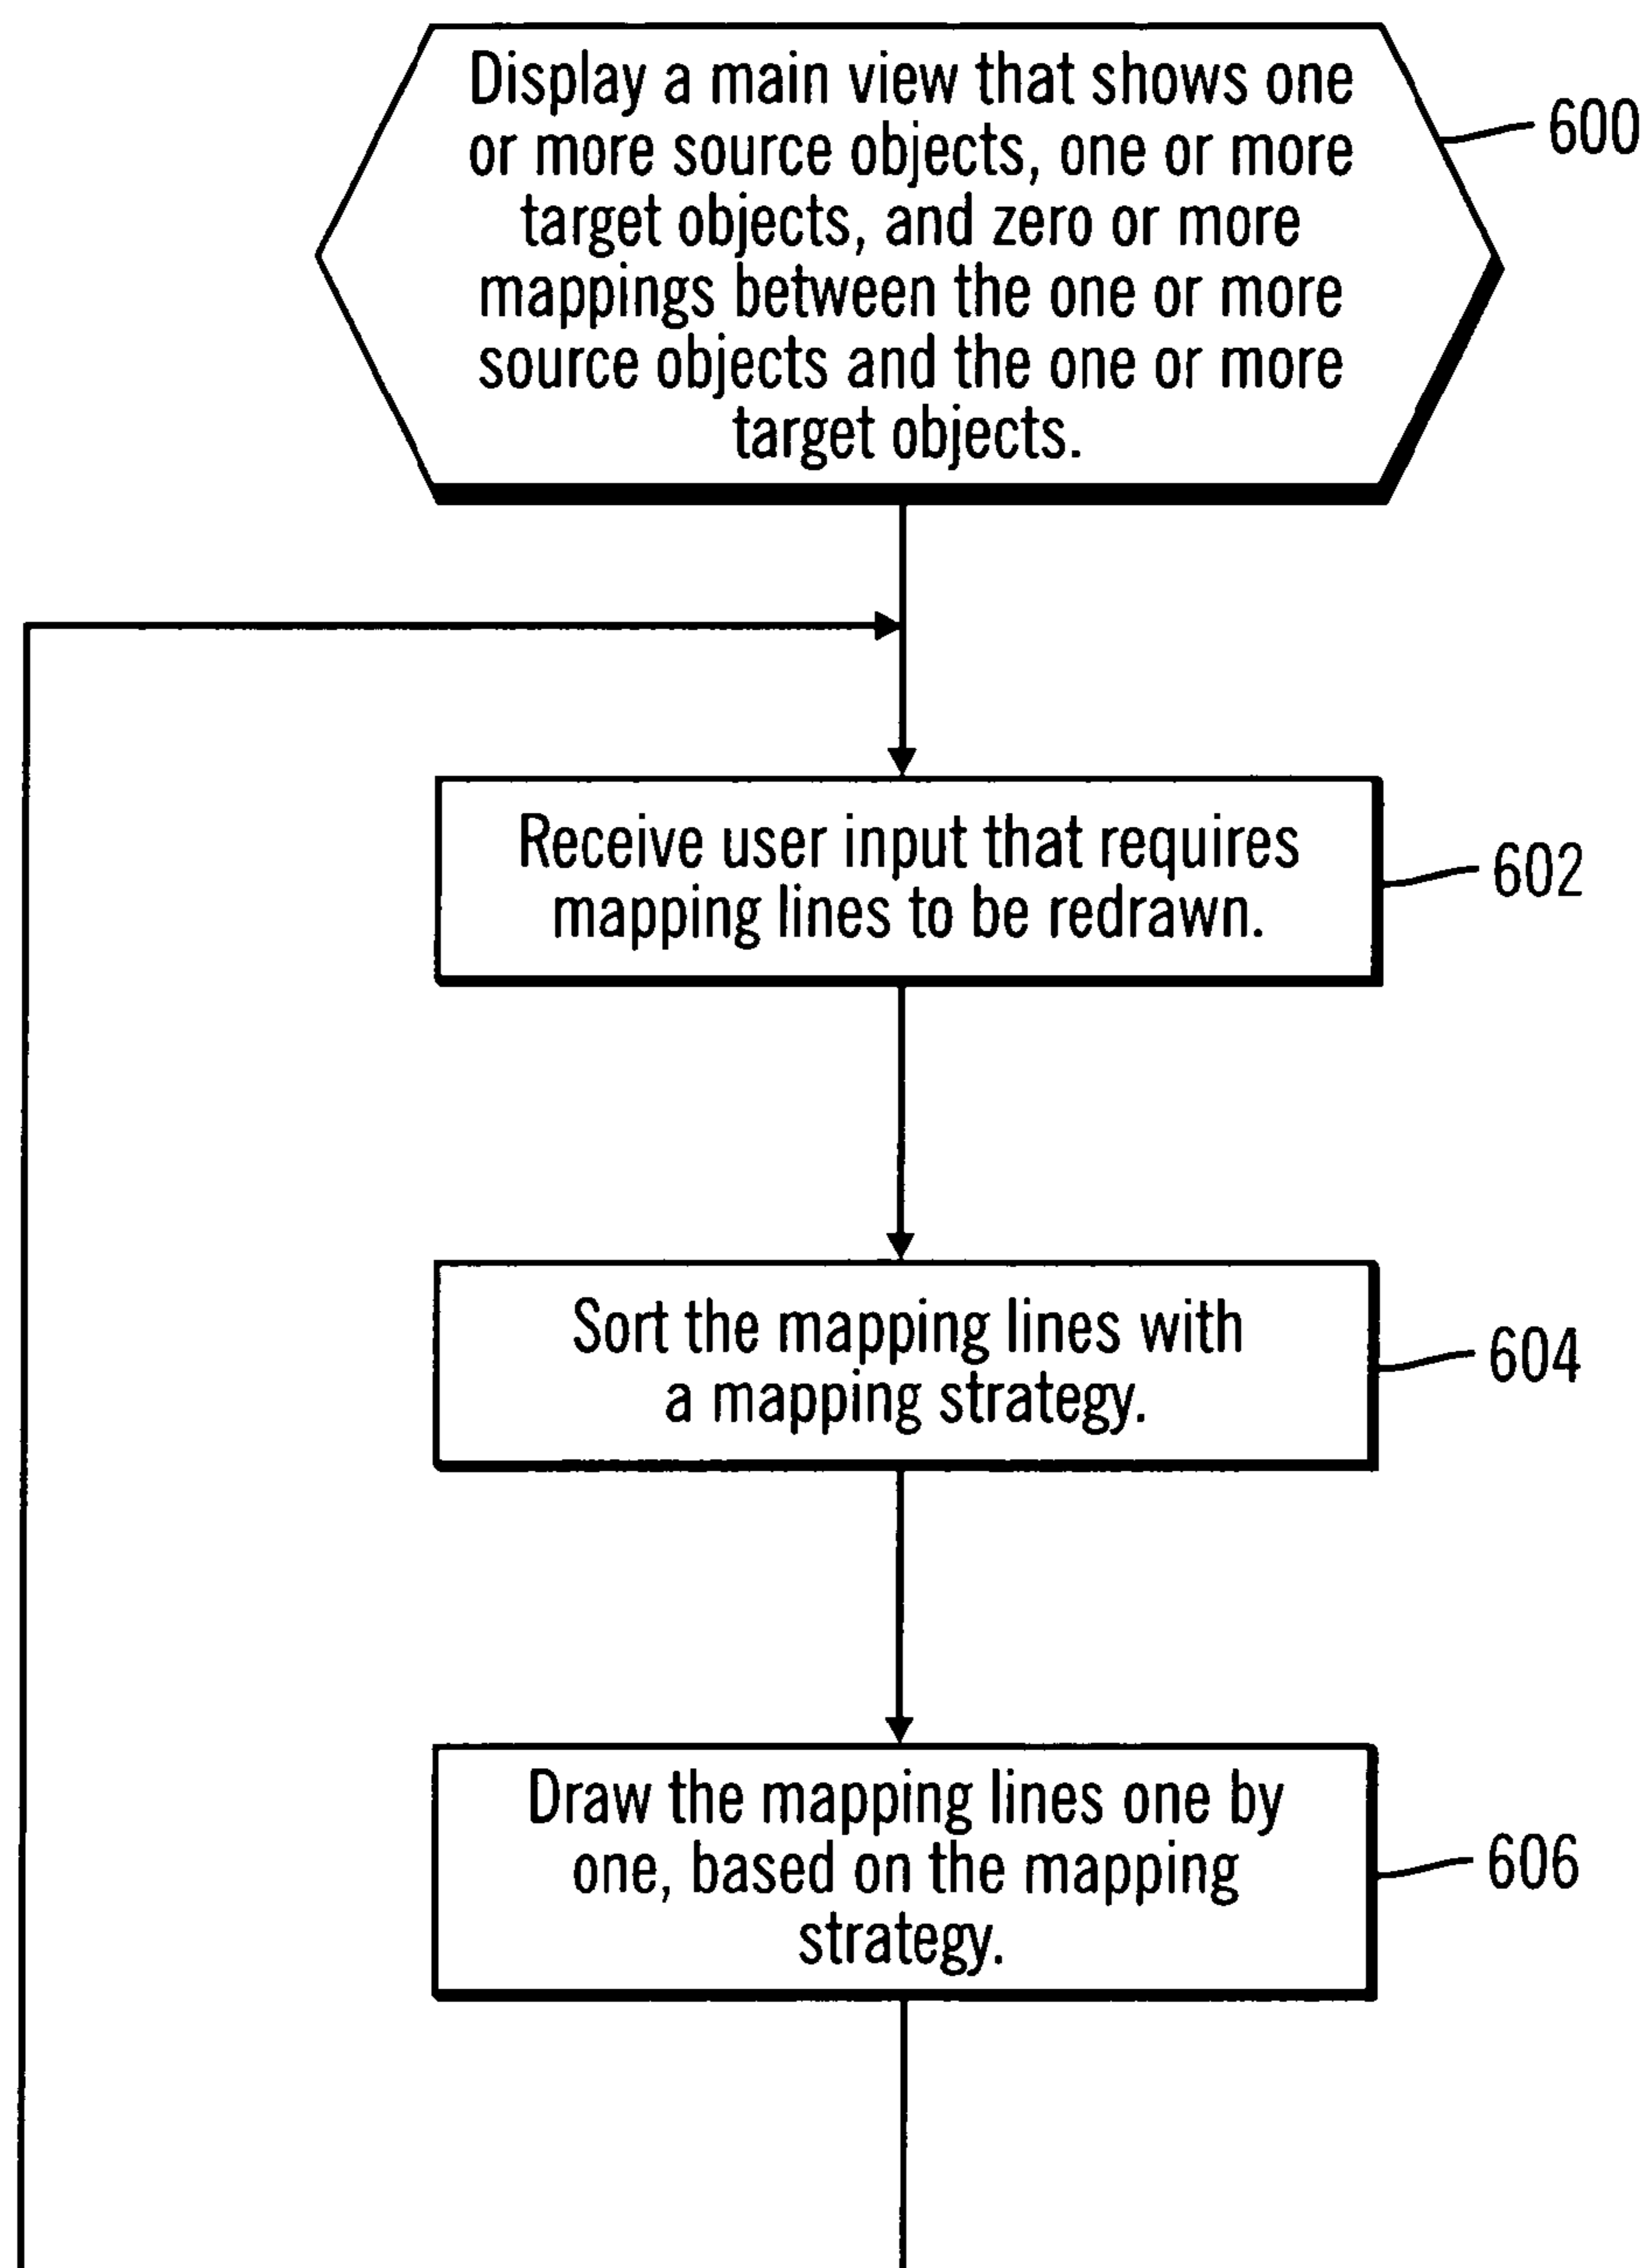 Display a main view that shows one
or more source objects, one or more
target objects, and zero or more
mappings between the one or more
source objects and the one or more
target objects.
600
Receive user input that requires
mapping lines to be redrawn.
602
Sort the mapping lines with
a mapping strategy.
604
Draw the mapping lines one by
one, based on the mapping
strategy.
606